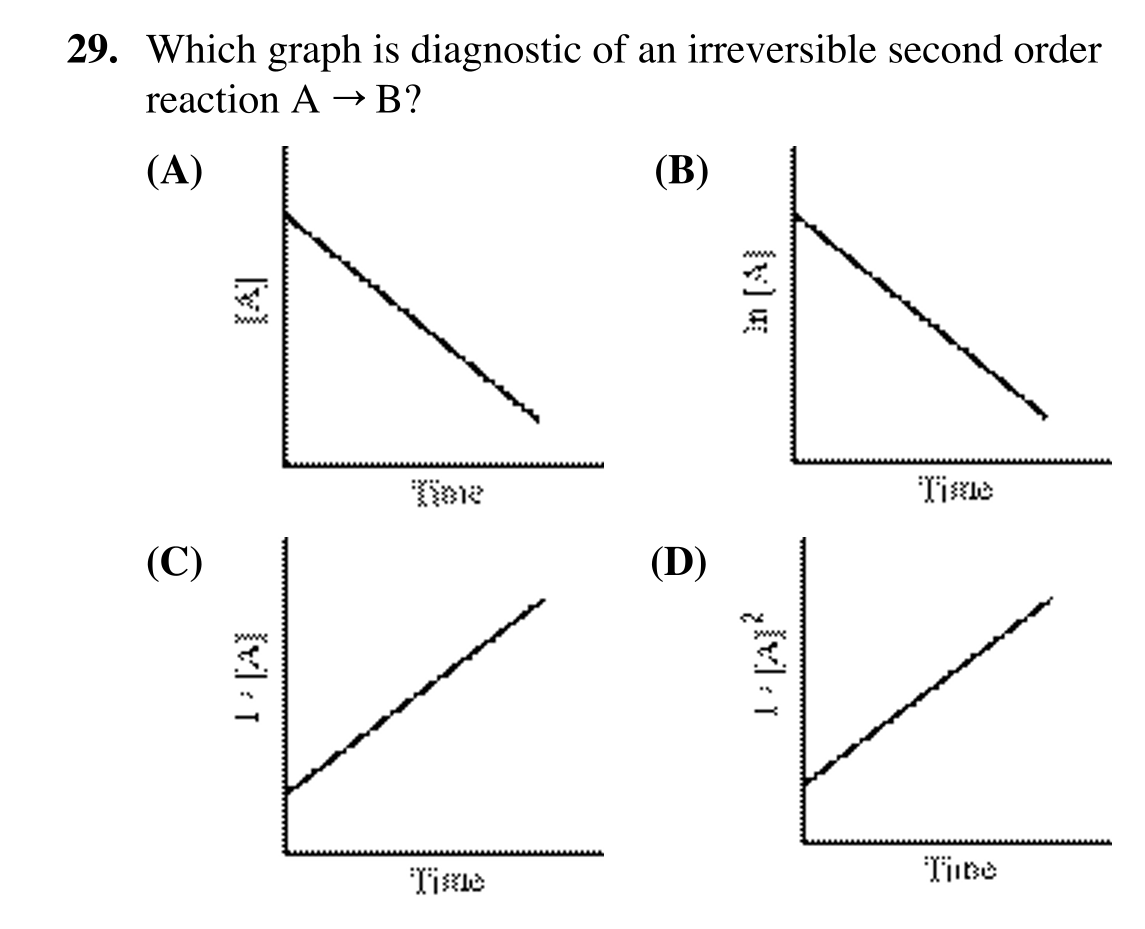 29. Which graph is diagnostic of an irreversible second order
reaction A → B?
(A)
[A]
Time
(B)
ln [A]
Time
(C)
1 / [A]
Time
(D)
1 / [A]²
Time